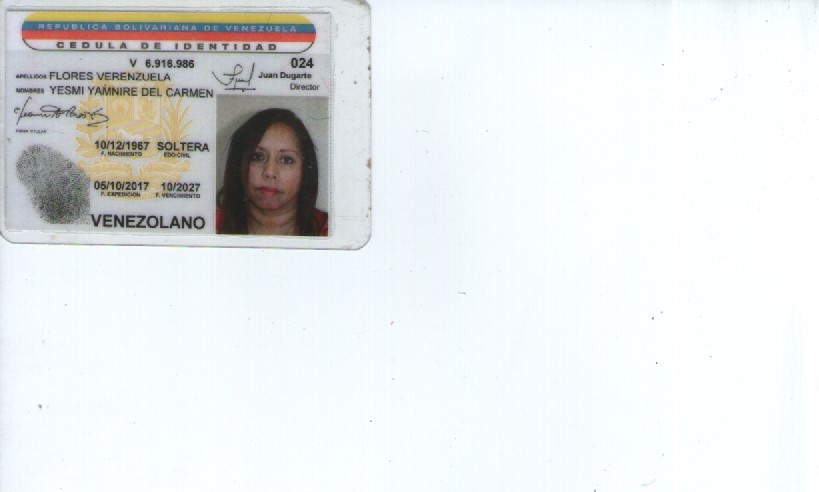 REPUBLICA BOLIVARIANA DE VENEZUELA
CEDULA DE IDENTIDAD
V 6.916.986 024
APELLIDOS FLORES VERENZUELA
Juan Dugarte
Director
NOMBRES YESMI YAMNIRE DEL CARMEN
FIRMA TITULAR
10/12/1967 SOLTERA
F. NACIMIENTO EDO-CIVIL
05/10/2017 10/2027
F. EXPEDICION F. VENCIMIENTO
VENEZOLANO